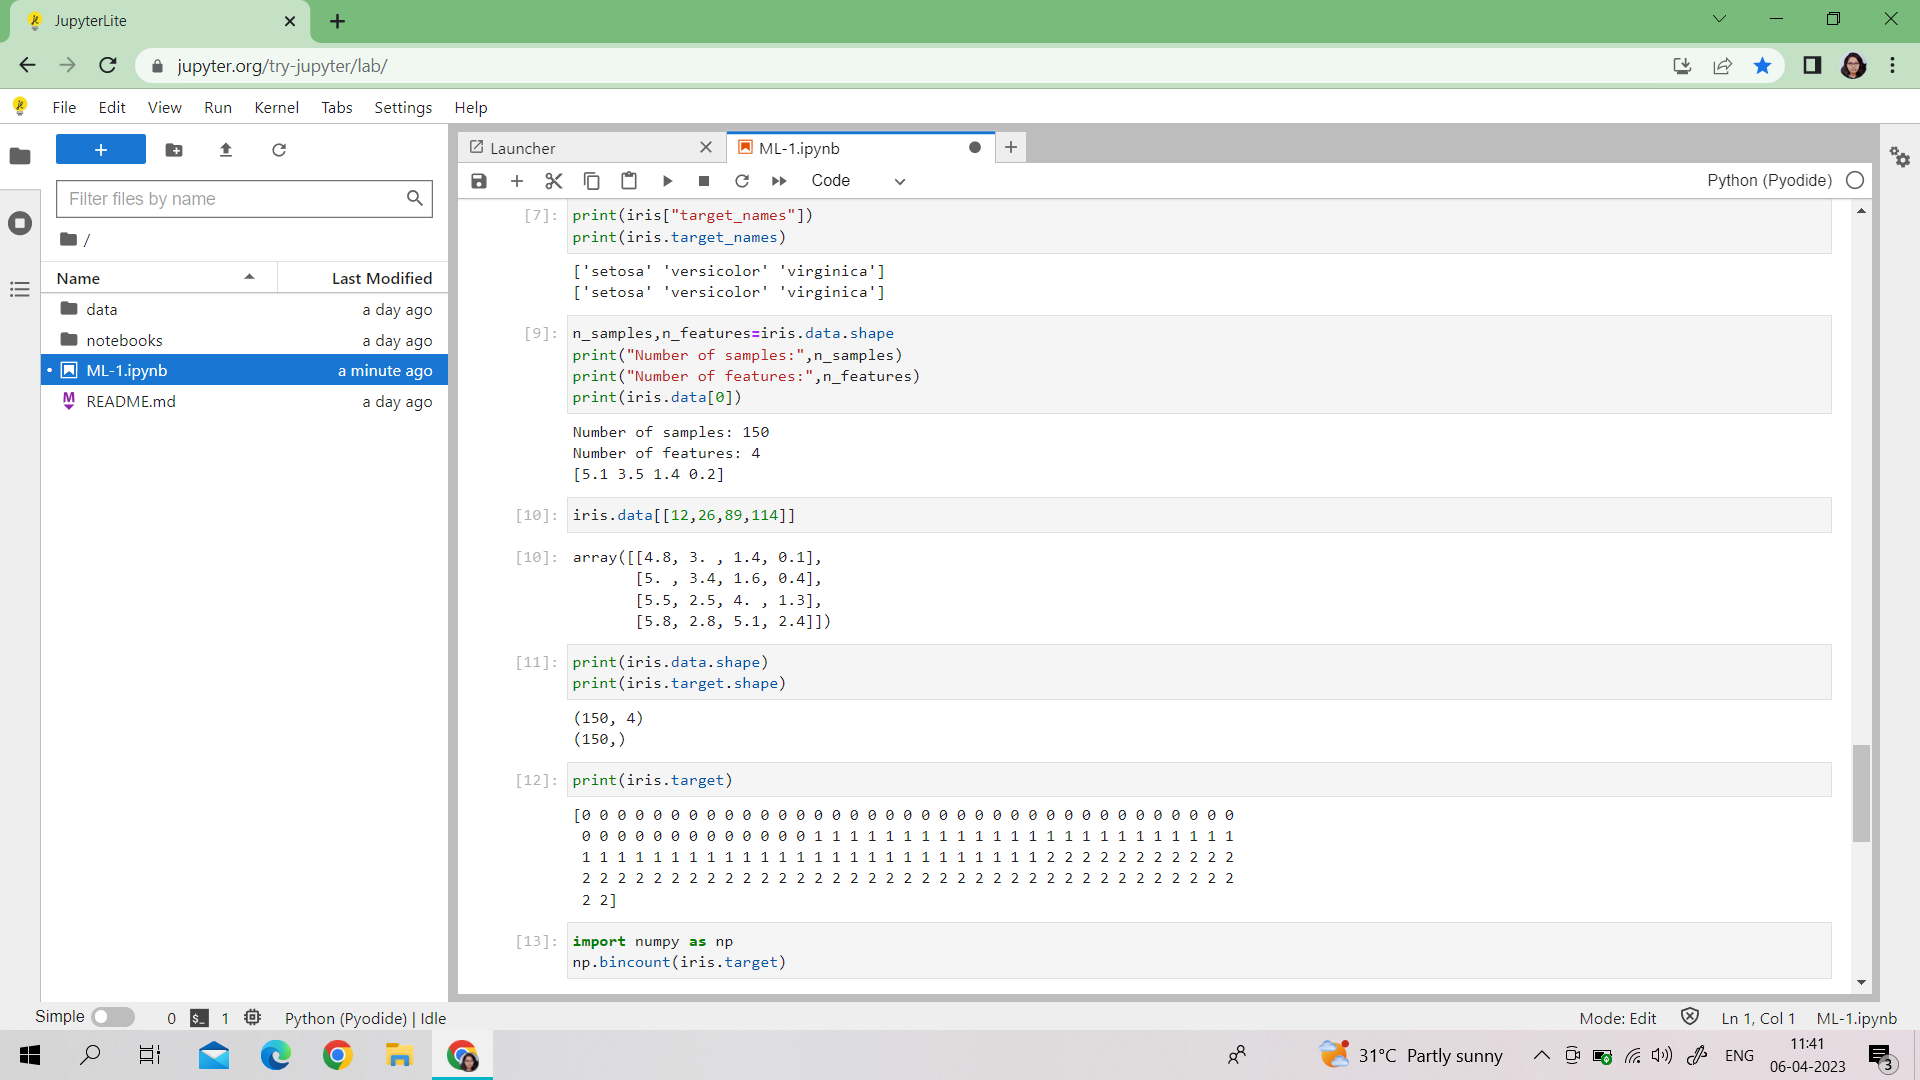 JupyterLite
jupyter.org/try-jupyter/lab/
File Edit View Run Kernel Tabs Settings Help
Filter files by name
/
Name Last Modified
data a day ago
notebooks a day ago
ML-1.ipynb a minute ago
README.md a day ago
Launcher ML-1.ipynb
Code Python (Pyodide)
[7]: print(iris["target_names"])
print(iris.target_names)
['setosa' 'versicolor' 'virginica']
['setosa' 'versicolor' 'virginica']
[9]: n_samples,n_features=iris.data.shape
print("Number of samples:",n_samples)
print("Number of features:",n_features)
print(iris.data[0])
Number of samples: 150
Number of features: 4
[5.1 3.5 1.4 0.2]
[10]: iris.data[[12,26,89,114]]
[10]: array([[4.8, 3. , 1.4, 0.1],
[5. , 3.4, 1.6, 0.4],
[5.5, 2.5, 4. , 1.3],
[5.8, 2.8, 5.1, 2.4]])
[11]: print(iris.data.shape)
print(iris.target.shape)
(150, 4)
(150,)
[12]: print(iris.target)
[0 0 0 0 0 0 0 0 0 0 0 0 0 0 0 0 0 0 0 0 0 0 0 0 0 0 0 0 0 0 0 0 0 0 0 0 0
0 0 0 0 0 0 0 0 0 0 0 0 0 1 1 1 1 1 1 1 1 1 1 1 1 1 1 1 1 1 1 1 1 1 1 1 1
1 1 1 1 1 1 1 1 1 1 1 1 1 1 1 1 1 1 1 1 1 1 1 1 1 1 2 2 2 2 2 2 2 2 2 2 2
2 2 2 2 2 2 2 2 2 2 2 2 2 2 2 2 2 2 2 2 2 2 2 2 2 2 2 2 2 2 2 2 2 2 2 2 2
2 2]
[13]: import numpy as np
np.bincount(iris.target)
Simple 0 $_ 1 Python (Pyodide) | Idle Mode: Edit Ln 1, Col 1 ML-1.ipynb
31°C Partly sunny ENG 11:41
06-04-2023 3